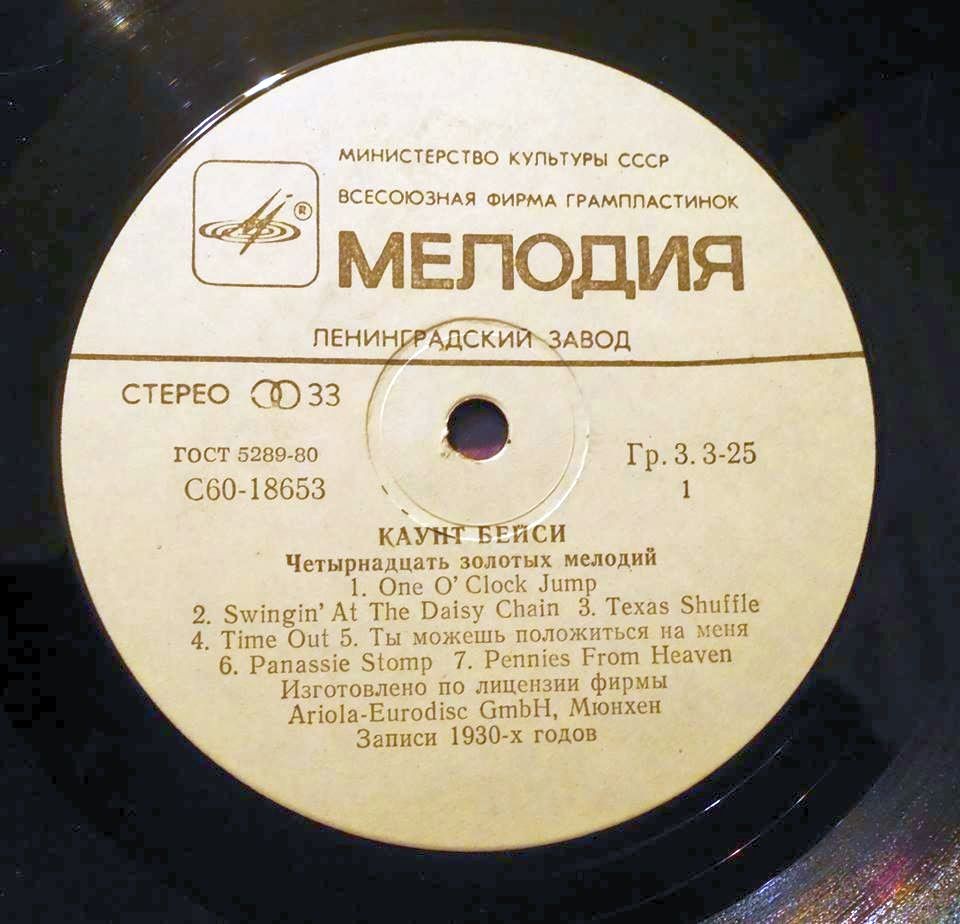 МИНИСТЕРСТВО КУЛЬТУРЫ СССР
ВСЕСОЮЗНАЯ ФИРМА ГРАМПЛАСТИНОК
®
МЕЛОДИЯ
ЛЕНИНГРАДСКИЙ ЗАВОД
СТЕРЕО 33
ГОСТ 5289-80
С60-18653
Гр. 3. 3-25
1
КАУНТ БЕЙСИ
Четырнадцать золотых мелодий
1. One O' Clock Jump
2. Swingin' At The Daisy Chain 3. Texas Shuffle
4. Time Out 5. Ты можешь положиться на меня
6. Panassie Stomp 7. Pennies From Heaven
Изготовлено по лицензии фирмы
Ariola-Eurodisc GmbH, Мюнхен
Записи 1930-х годов